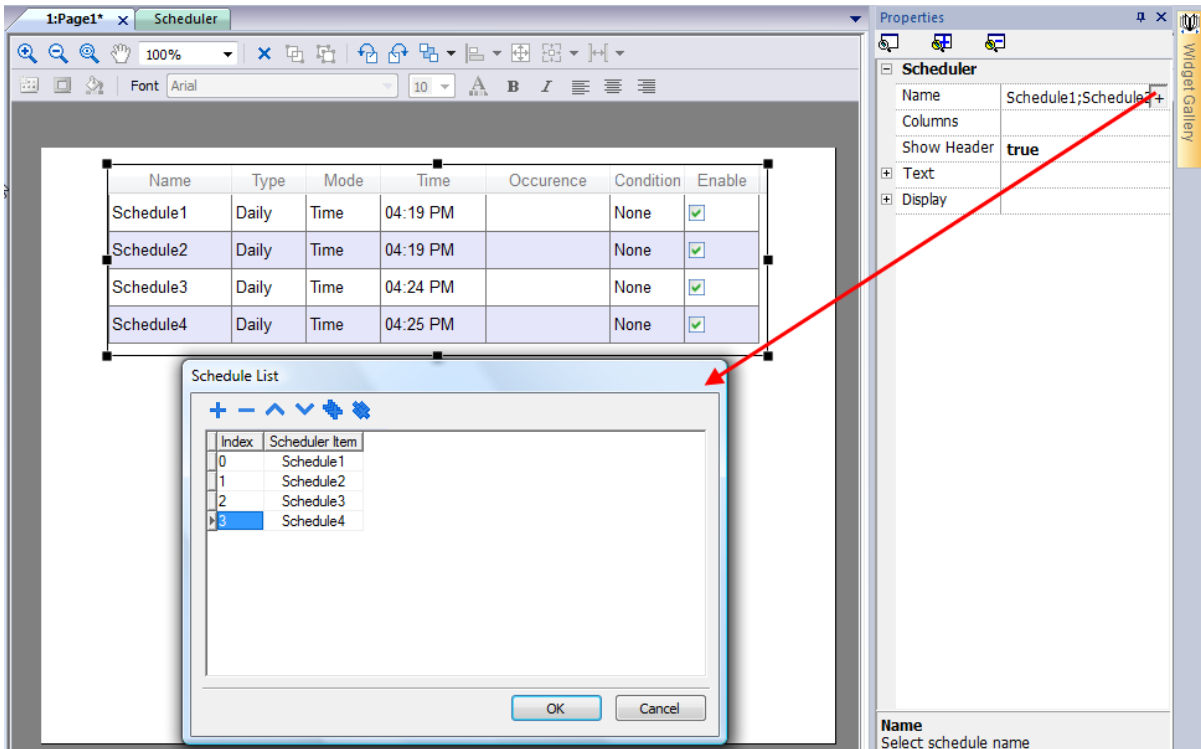 1:Page1* x Scheduler
100%
Font Arial 10 A B I
Name Type Mode Time Occurence Condition Enable
Schedule1 Daily Time 04:19 PM None
Schedule2 Daily Time 04:19 PM None
Schedule3 Daily Time 04:24 PM None
Schedule4 Daily Time 04:25 PM None
Schedule List
Index Scheduler Item
0 Schedule1
1 Schedule2
2 Schedule3
3 Schedule4
OK Cancel
Properties
Scheduler
Name Schedule1;Schedule2 +
Columns
Show Header true
Text
Display
Name
Select schedule name
Widget Gallery